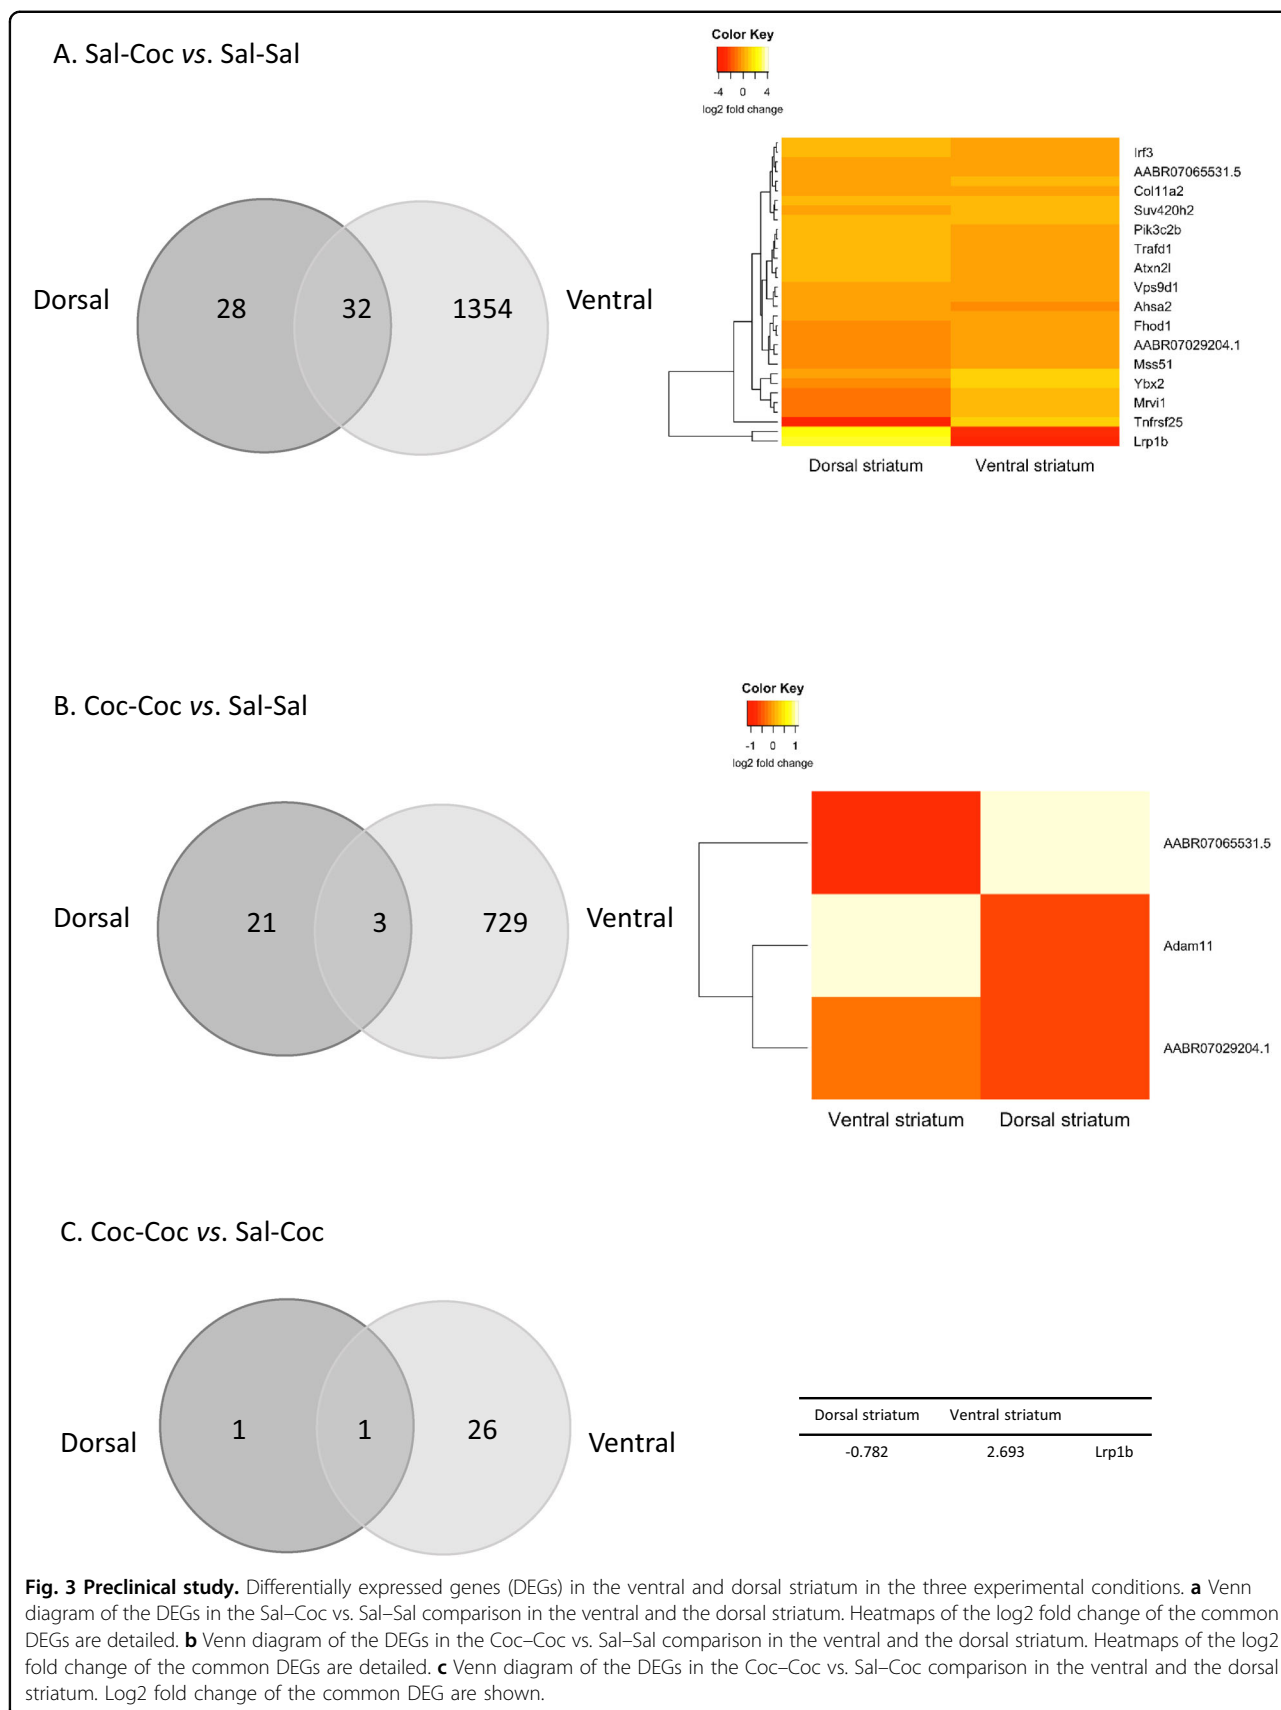 A. Sal-Coc vs. Sal-Sal
Color Key
-4 0 4
log2 fold change
Dorsal
28
32
1354
Ventral
Irf3
AABR07065531.5
Col11a2
Suv420h2
Pik3c2b
Trafd1
Atxn2l
Vps9d1
Ahsa2
Fhod1
AABR07029204.1
Mss51
Ybx2
Mrvi1
Tnfrsf25
Lrp1b
Dorsal striatum Ventral striatum
B. Coc-Coc vs. Sal-Sal
Color Key
-1 0 1
log2 fold change
Dorsal
21
3
729
Ventral
AABR07065531.5
Adam11
AABR07029204.1
Ventral striatum Dorsal striatum
C. Coc-Coc vs. Sal-Coc
Dorsal
1
1
26
Ventral
Dorsal striatum Ventral striatum
-0.782 2.693 Lrp1b
Fig. 3 Preclinical study. Differentially expressed genes (DEGs) in the ventral and dorsal striatum in the three experimental conditions. a Venn
diagram of the DEGs in the Sal–Coc vs. Sal–Sal comparison in the ventral and the dorsal striatum. Heatmaps of the log2 fold change of the common
DEGs are detailed. b Venn diagram of the DEGs in the Coc–Coc vs. Sal–Sal comparison in the ventral and the dorsal striatum. Heatmaps of the log2
fold change of the common DEGs are detailed. c Venn diagram of the DEGs in the Coc–Coc vs. Sal–Coc comparison in the ventral and the dorsal
striatum. Log2 fold change of the common DEG are shown.